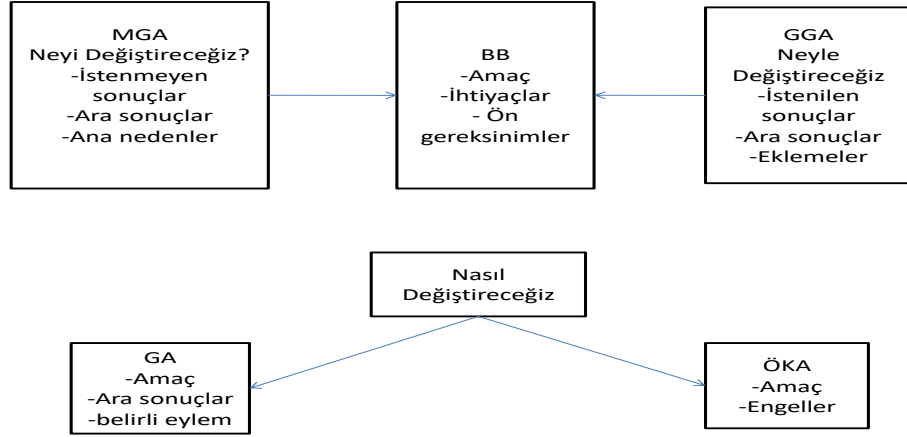 MGA
Neyi Değiştireceğiz?
-İstenmeyen
sonuçlar
-Ara sonuçlar
-Ana nedenler
BB
-Amaç
-İhtiyaçlar
- Ön
gereksinimler
GGA
Neyle
Değiştireceğiz
-İstenilen
sonuçlar
-Ara sonuçlar
-Eklemeler
Nasıl
Değiştireceğiz
GA
-Amaç
-Ara sonuçlar
-belirli eylem
ÖKA
-Amaç
-Engeller